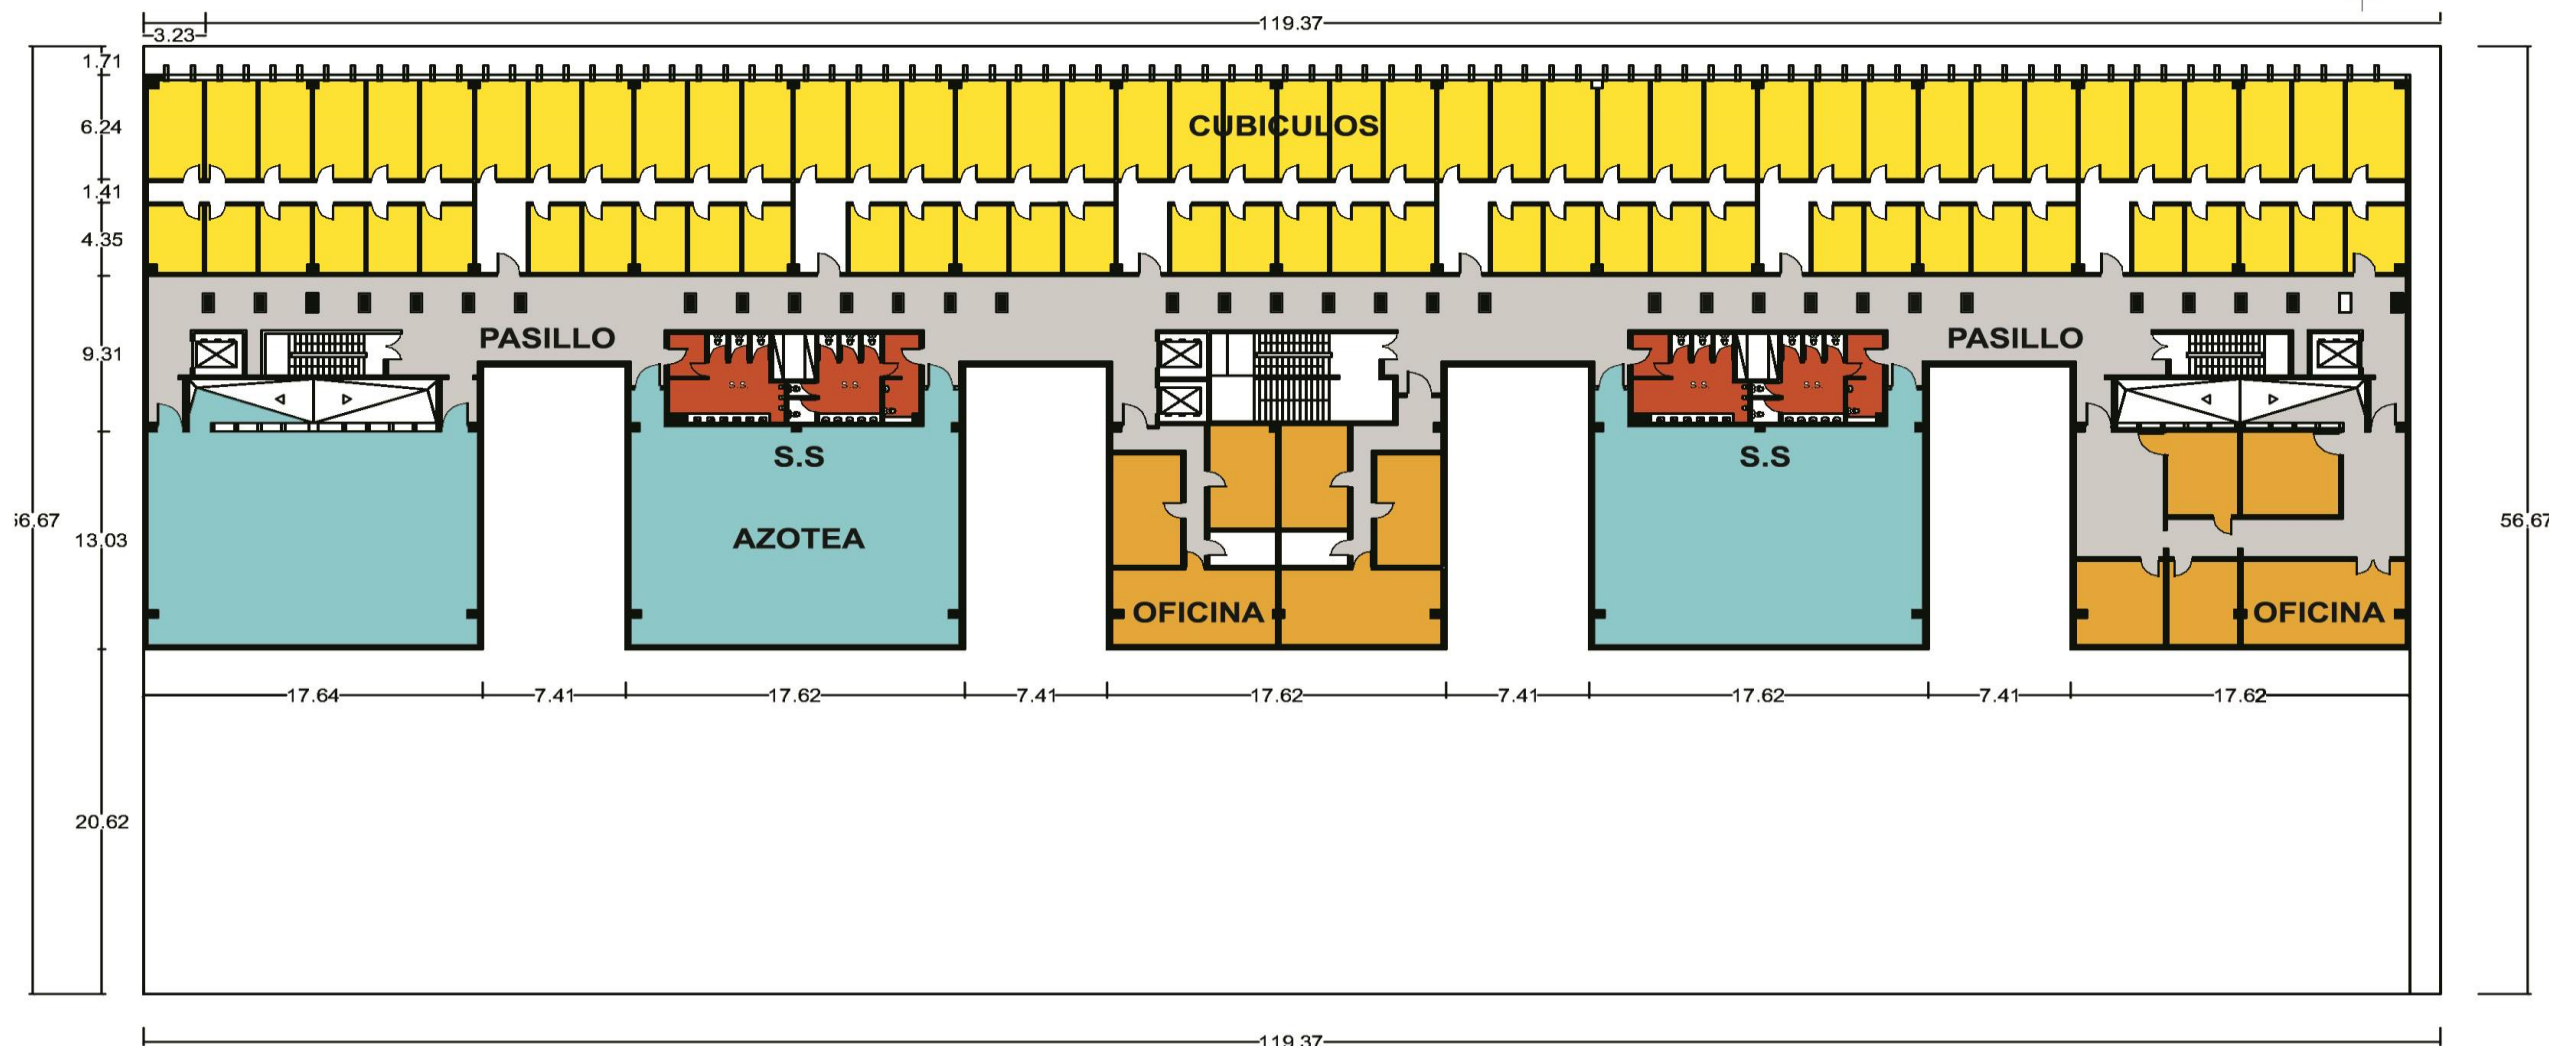 119.37
3.23
1.71
6.24
CUBICULOS
1.41
4.35
9.31
PASILLO
PASILLO
S.S.
S.S.
S.S.
S.S.
S.S
S.S
56.67
13.03
AZOTEA
56.67
OFICINA
OFICINA
17.64
7.41
17.62
7.41
17.62
7.41
17.62
7.41
17.62
20.62
119.37